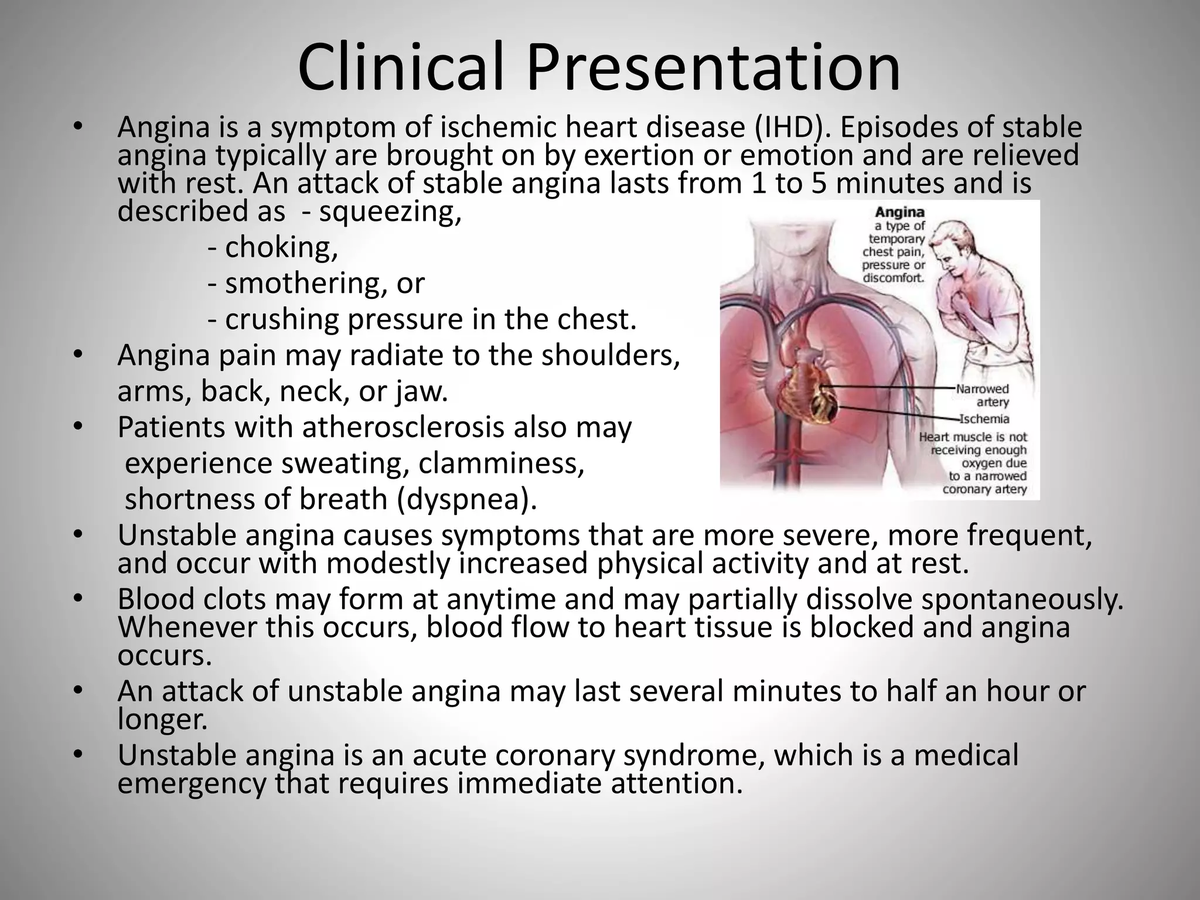 Clinical Presentation
• Angina is a symptom of ischemic heart disease (IHD). Episodes of stable
angina typically are brought on by exertion or emotion and are relieved
with rest. An attack of stable angina lasts from 1 to 5 minutes and is
described as - squeezing,
- choking,
- smothering, or
- crushing pressure in the chest.
• Angina pain may radiate to the shoulders,
arms, back, neck, or jaw.
• Patients with atherosclerosis also may
experience sweating, clamminess,
shortness of breath (dyspnea).
• Unstable angina causes symptoms that are more severe, more frequent,
and occur with modestly increased physical activity and at rest.
• Blood clots may form at anytime and may partially dissolve spontaneously.
Whenever this occurs, blood flow to heart tissue is blocked and angina
occurs.
• An attack of unstable angina may last several minutes to half an hour or
longer.
• Unstable angina is an acute coronary syndrome, which is a medical
emergency that requires immediate attention.
Angina
a type of
temporary
chest pain,
pressure or
discomfort.
Narrowed
artery
Ischemia
Heart muscle is not
receiving enough
oxygen due
to a narrowed
coronary artery